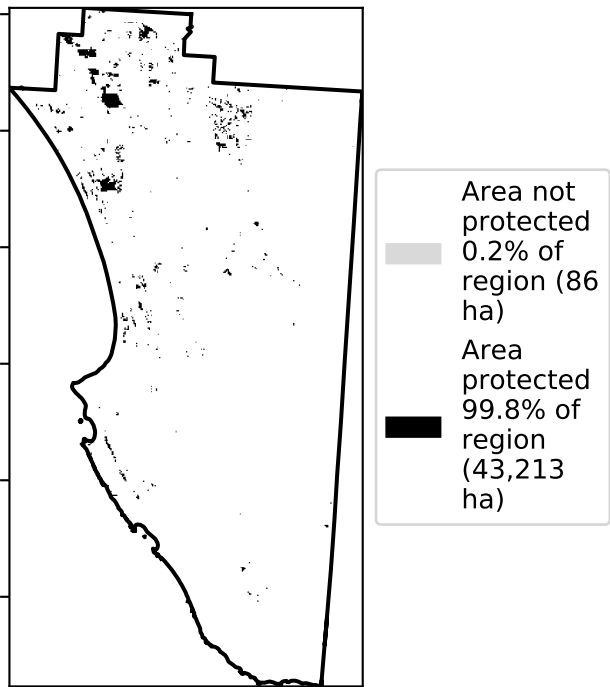 Area not
protected
0.2% of
region (86
ha)
Area
protected
99.8% of
region
(43,213
ha)